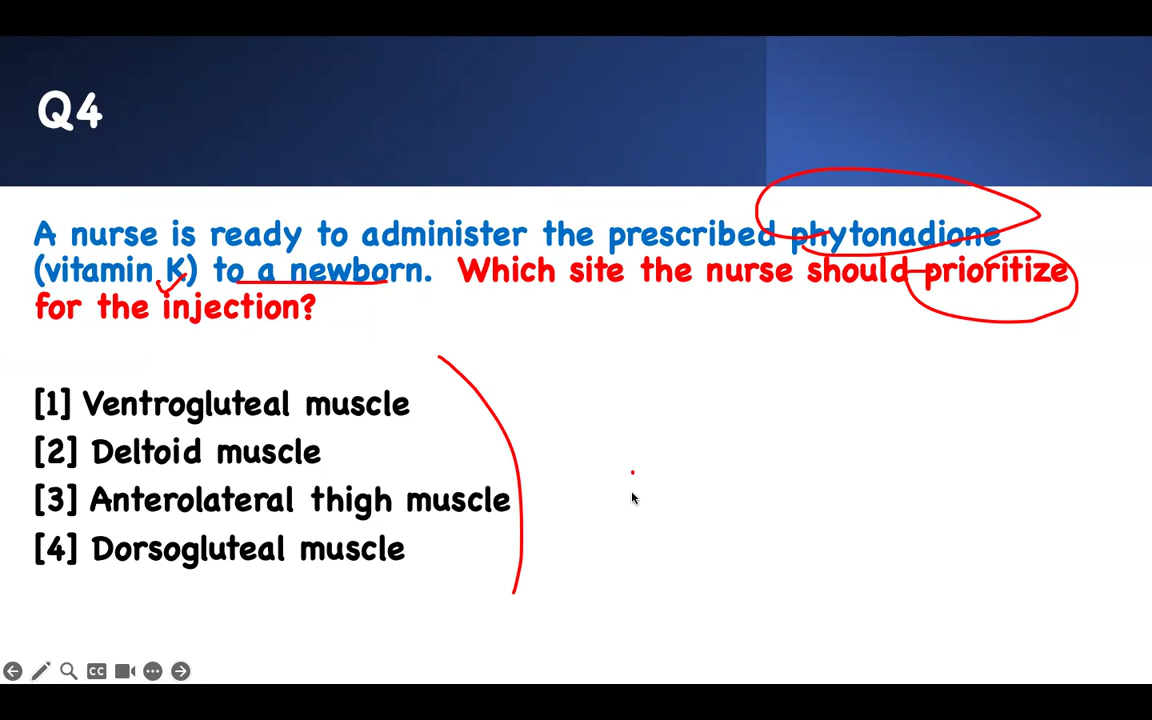 Q4
A nurse is ready to administer the prescribed phytonadione
(vitamin K) to a newborn. Which site the nurse should prioritize
for the injection?
[1] Ventrogluteal muscle
[2] Deltoid muscle
[3] Anterolateral thigh muscle
[4] Dorsogluteal muscle
CC